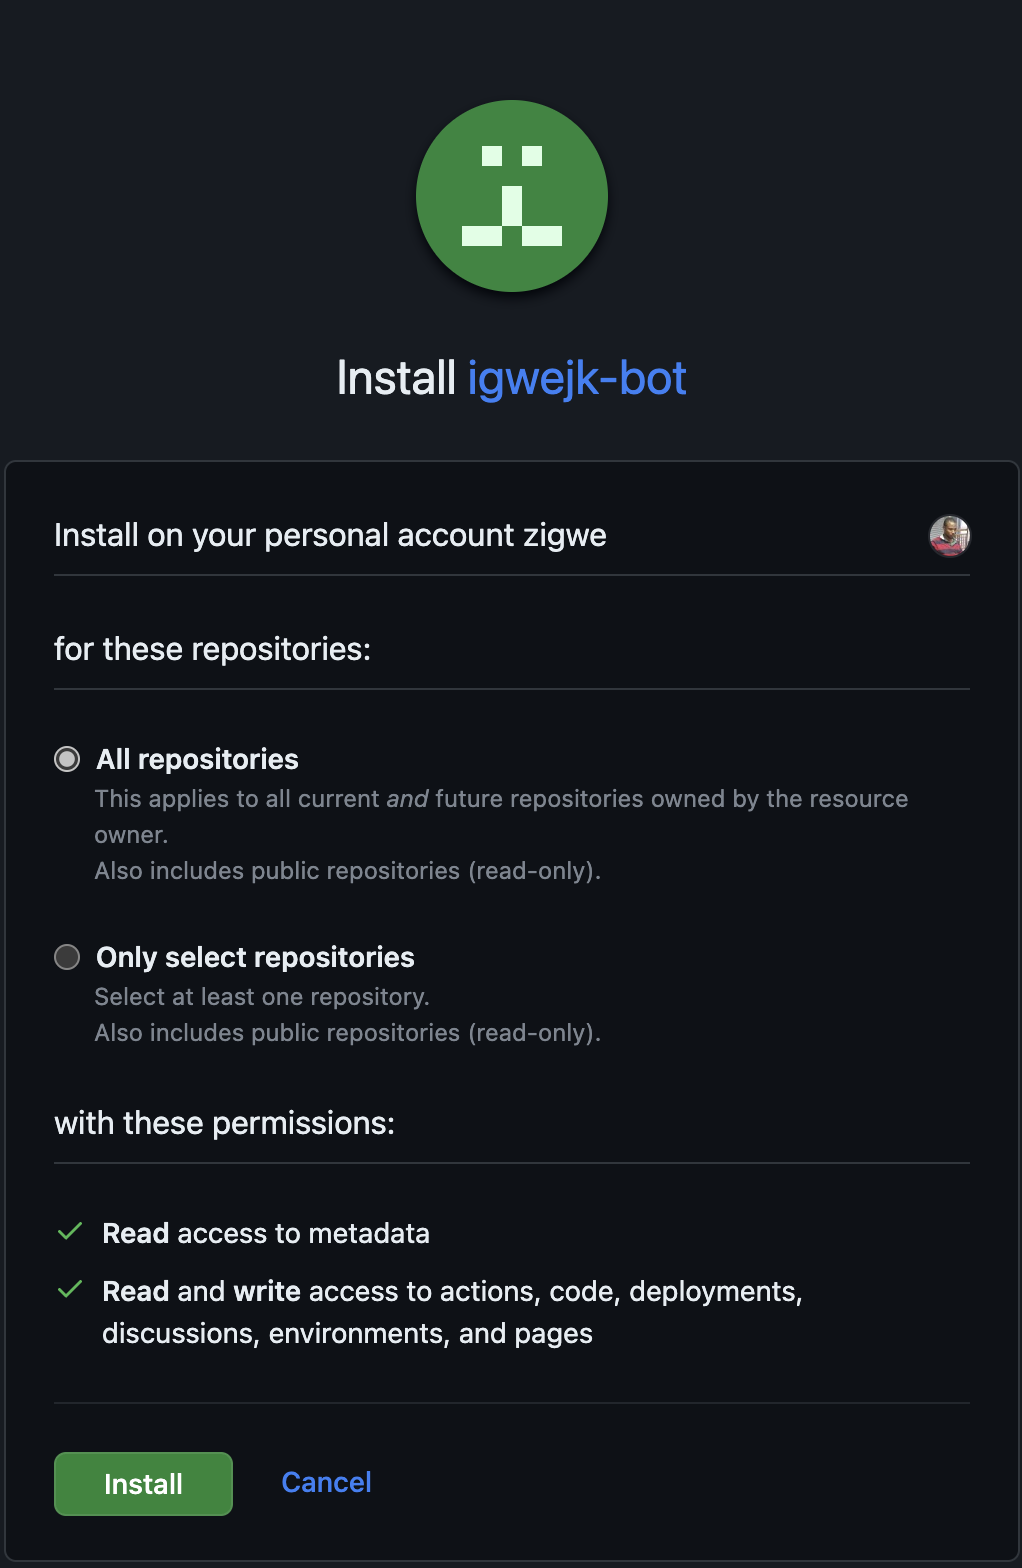 Install igwejk-bot
Install on your personal account zigwe
for these repositories:
All repositories
This applies to all current and future repositories owned by the resource
owner.
Also includes public repositories (read-only).
Only select repositories
Select at least one repository.
Also includes public repositories (read-only).
with these permissions:
Read access to metadata
Read and write access to actions, code, deployments,
discussions, environments, and pages
Install
Cancel